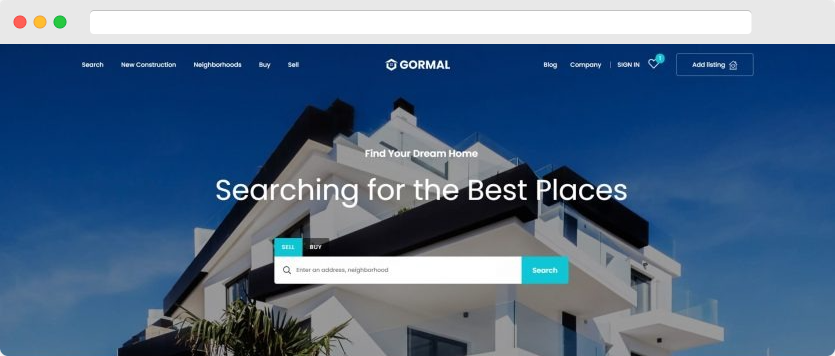 Search New Construction Neighborhoods Buy Sell GORMAL Blog Company | SIGN IN 1 Add listing
Find Your Dream Home
Searching for the Best Places
SELL BUY
Enter an address, neighborhood Search